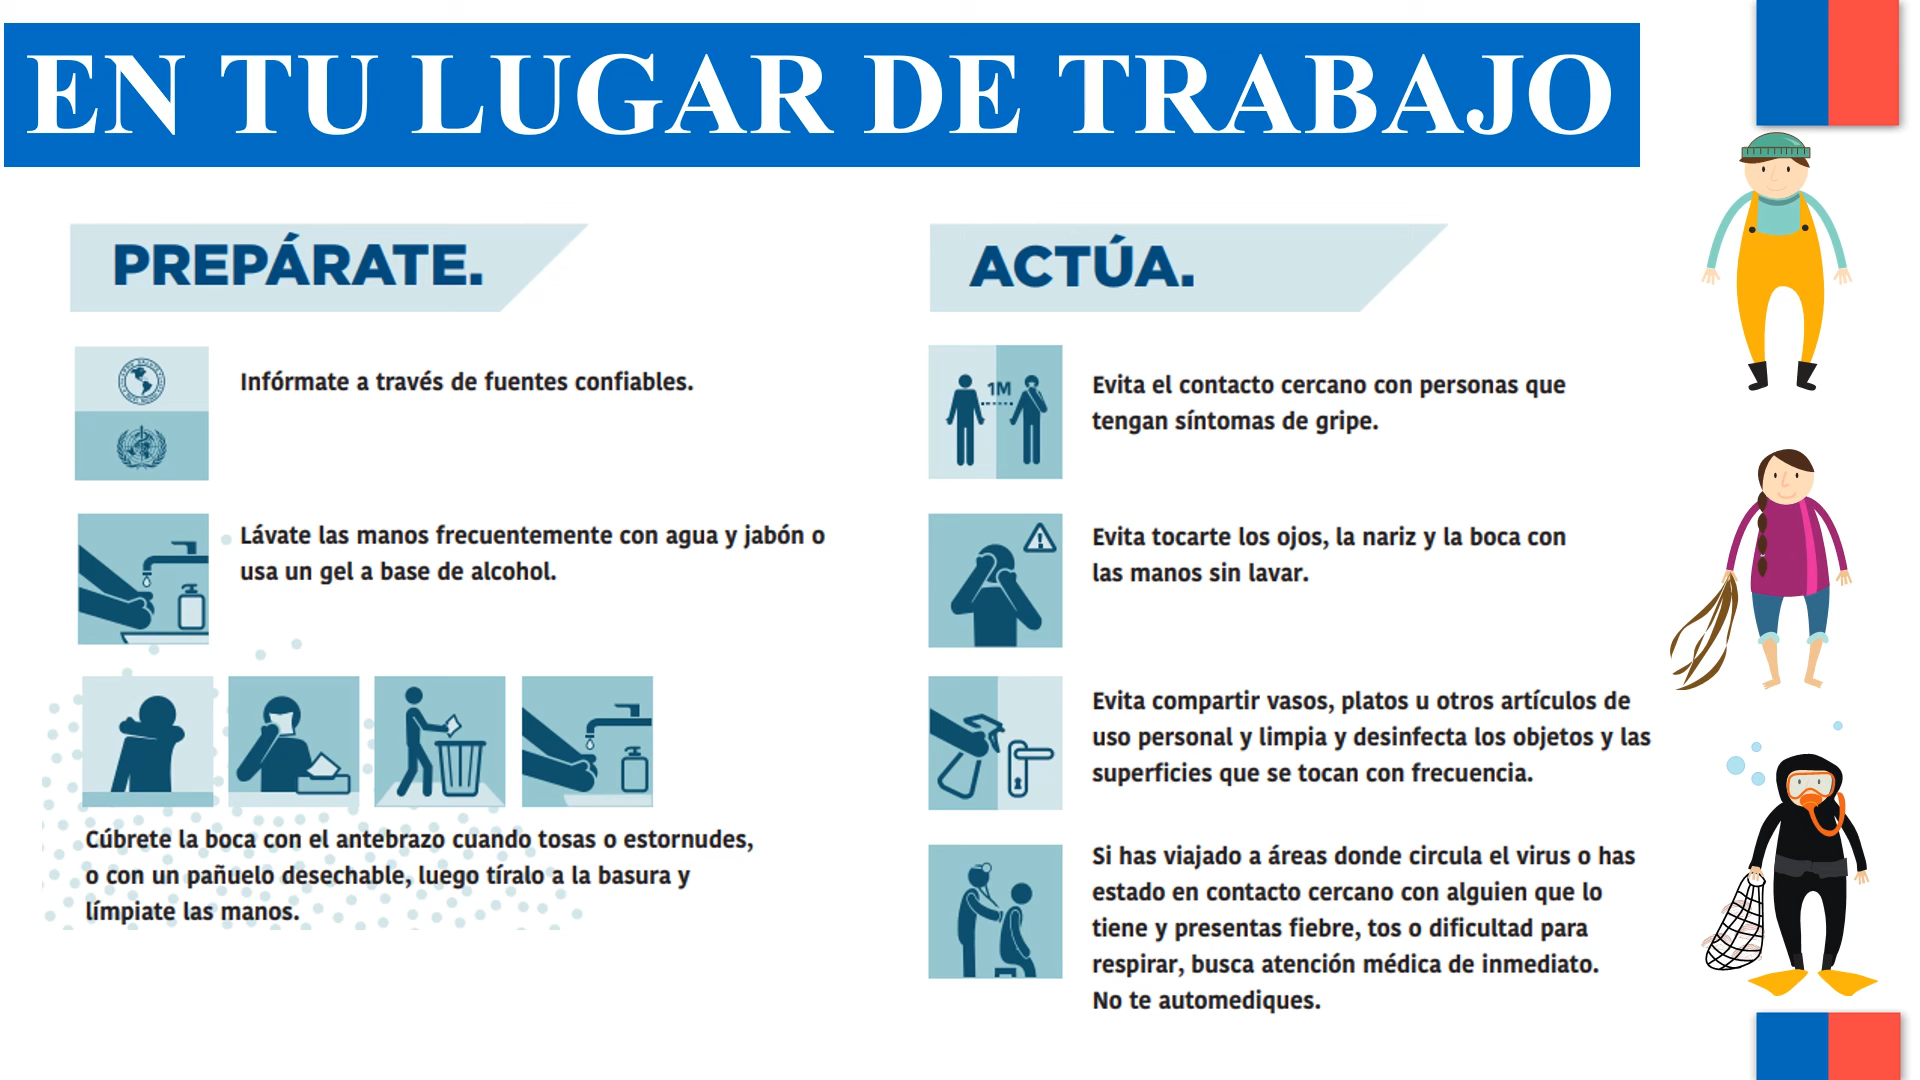 EN TU LUGAR DE TRABAJO
PREPÁRATE.
Infórmate a través de fuentes confiables.
Lávate las manos frecuentemente con agua y jabón o
usa un gel a base de alcohol.
Cúbrete la boca con el antebrazo cuando tosas o estornudes,
o con un pañuelo desechable, luego tíralo a la basura y
límpiate las manos.
ACTÚA.
1M
Evita el contacto cercano con personas que
tengan síntomas de gripe.
Evita tocarte los ojos, la nariz y la boca con
las manos sin lavar.
Evita compartir vasos, platos u otros artículos de
uso personal y limpia y desinfecta los objetos y las
superficies que se tocan con frecuencia.
Si has viajado a áreas donde circula el virus o has
estado en contacto cercano con alguien que lo
tiene y presentas fiebre, tos o dificultad para
respirar, busca atención médica de inmediato.
No te automediques.